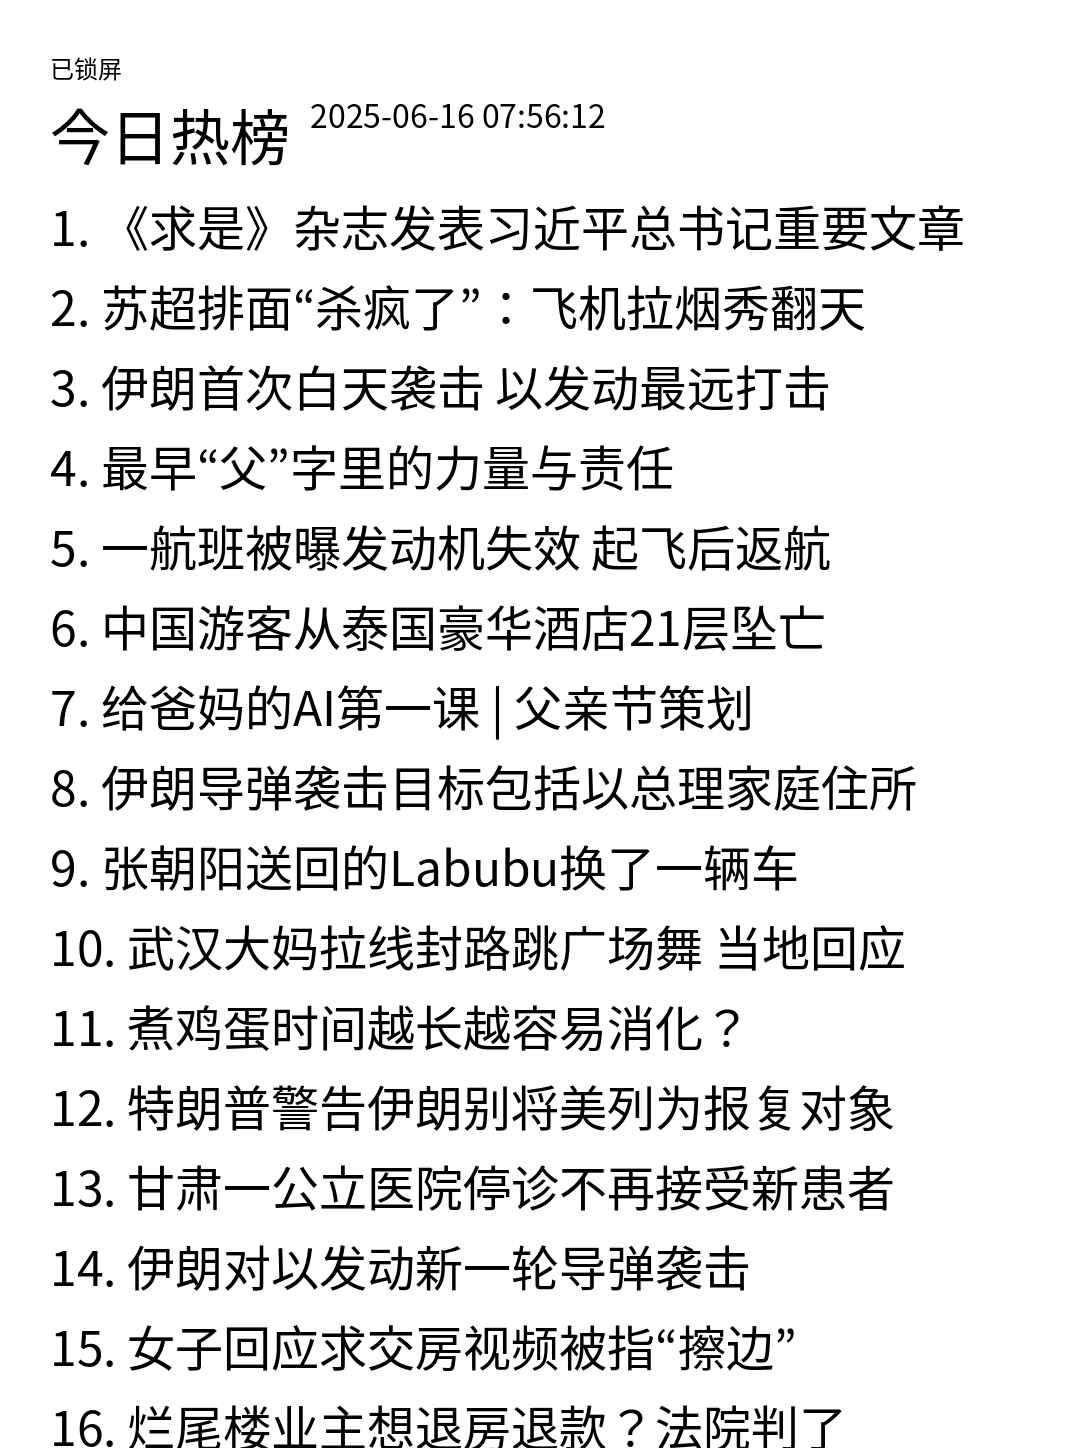 已锁屏
今日热榜 2025-06-16 07:56:12
1. 《求是》杂志发表习近平总书记重要文章
2. 苏超排面“杀疯了”：飞机拉烟秀翻天
3. 伊朗首次白天袭击 以发动最远打击
4. 最早“父”字里的力量与责任
5. 一航班被曝发动机失效 起飞后返航
6. 中国游客从泰国豪华酒店21层坠亡
7. 给爸妈的AI第一课 | 父亲节策划
8. 伊朗导弹袭击目标包括以总理家庭住所
9. 张朝阳送回的Labubu换了一辆车
10. 武汉大妈拉线封路跳广场舞 当地回应
11. 煮鸡蛋时间越长越容易消化？
12. 特朗普警告伊朗别将美列为报复对象
13. 甘肃一公立医院停诊不再接受新患者
14. 伊朗对以发动新一轮导弹袭击
15. 女子回应求交房视频被指“擦边”
16. 烂尾楼业主想退房退款？法院判了